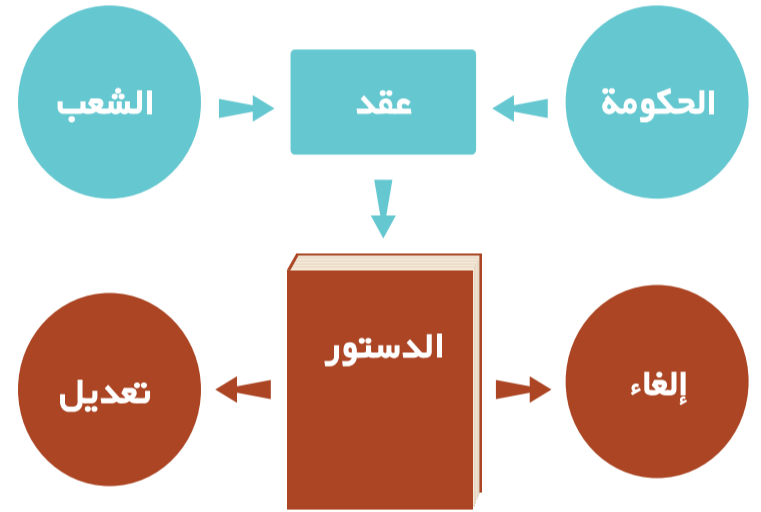 الحكومة
عقد
الشعب
الدستور
إلغاء
تعديل